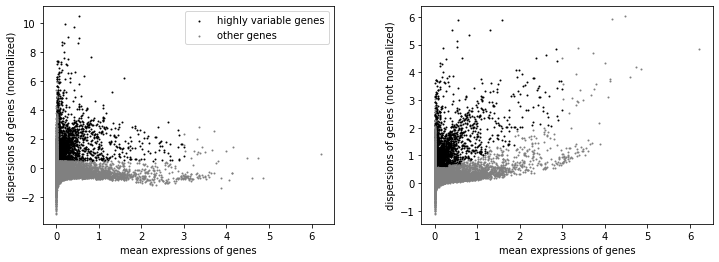 dispersions of genes (normalized)
10
8
6
4
2
0
−2
highly variable genes
other genes
0 1 2 3 4 5 6
mean expressions of genes
dispersions of genes (not normalized)
6
5
4
3
2
1
0
−1
0 1 2 3 4 5 6
mean expressions of genes